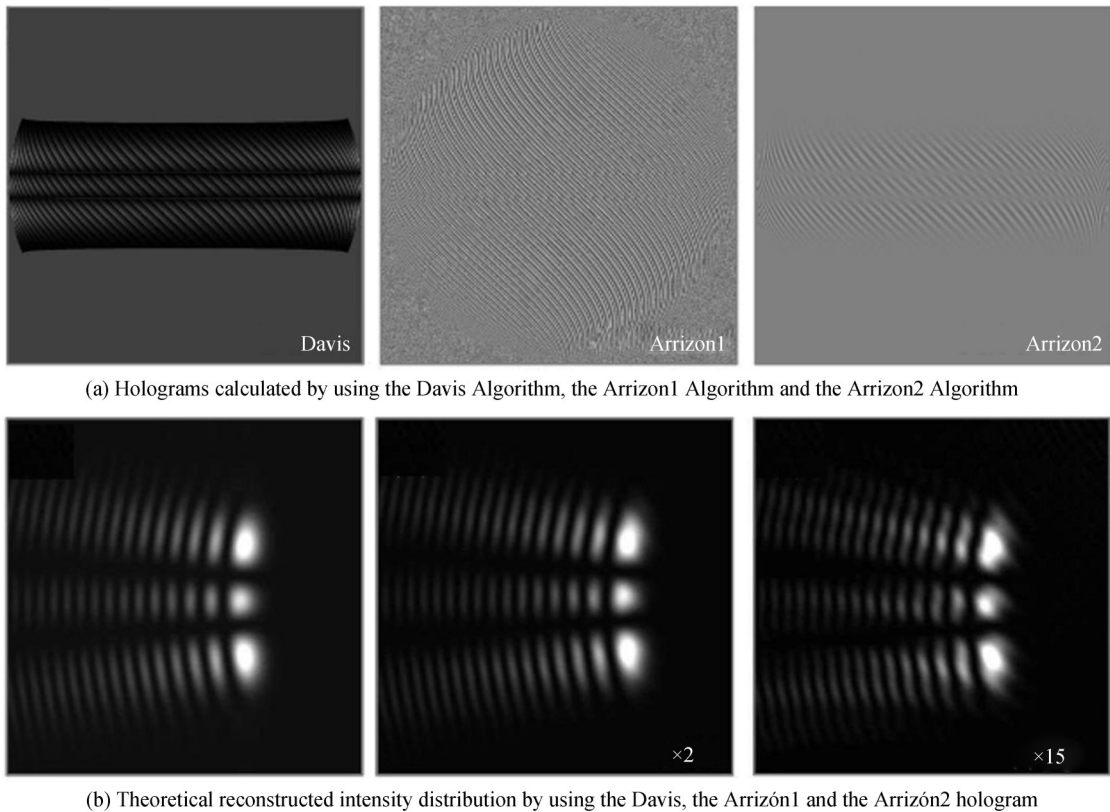 Davis
Arrizon1
Arrizon2
(a) Holograms calculated by using the Davis Algorithm, the Arrizon1 Algorithm and the Arrizon2 Algorithm
×2
×15
(b) Theoretical reconstructed intensity distribution by using the Davis, the Arrizón1 and the Arrizón2 hologram